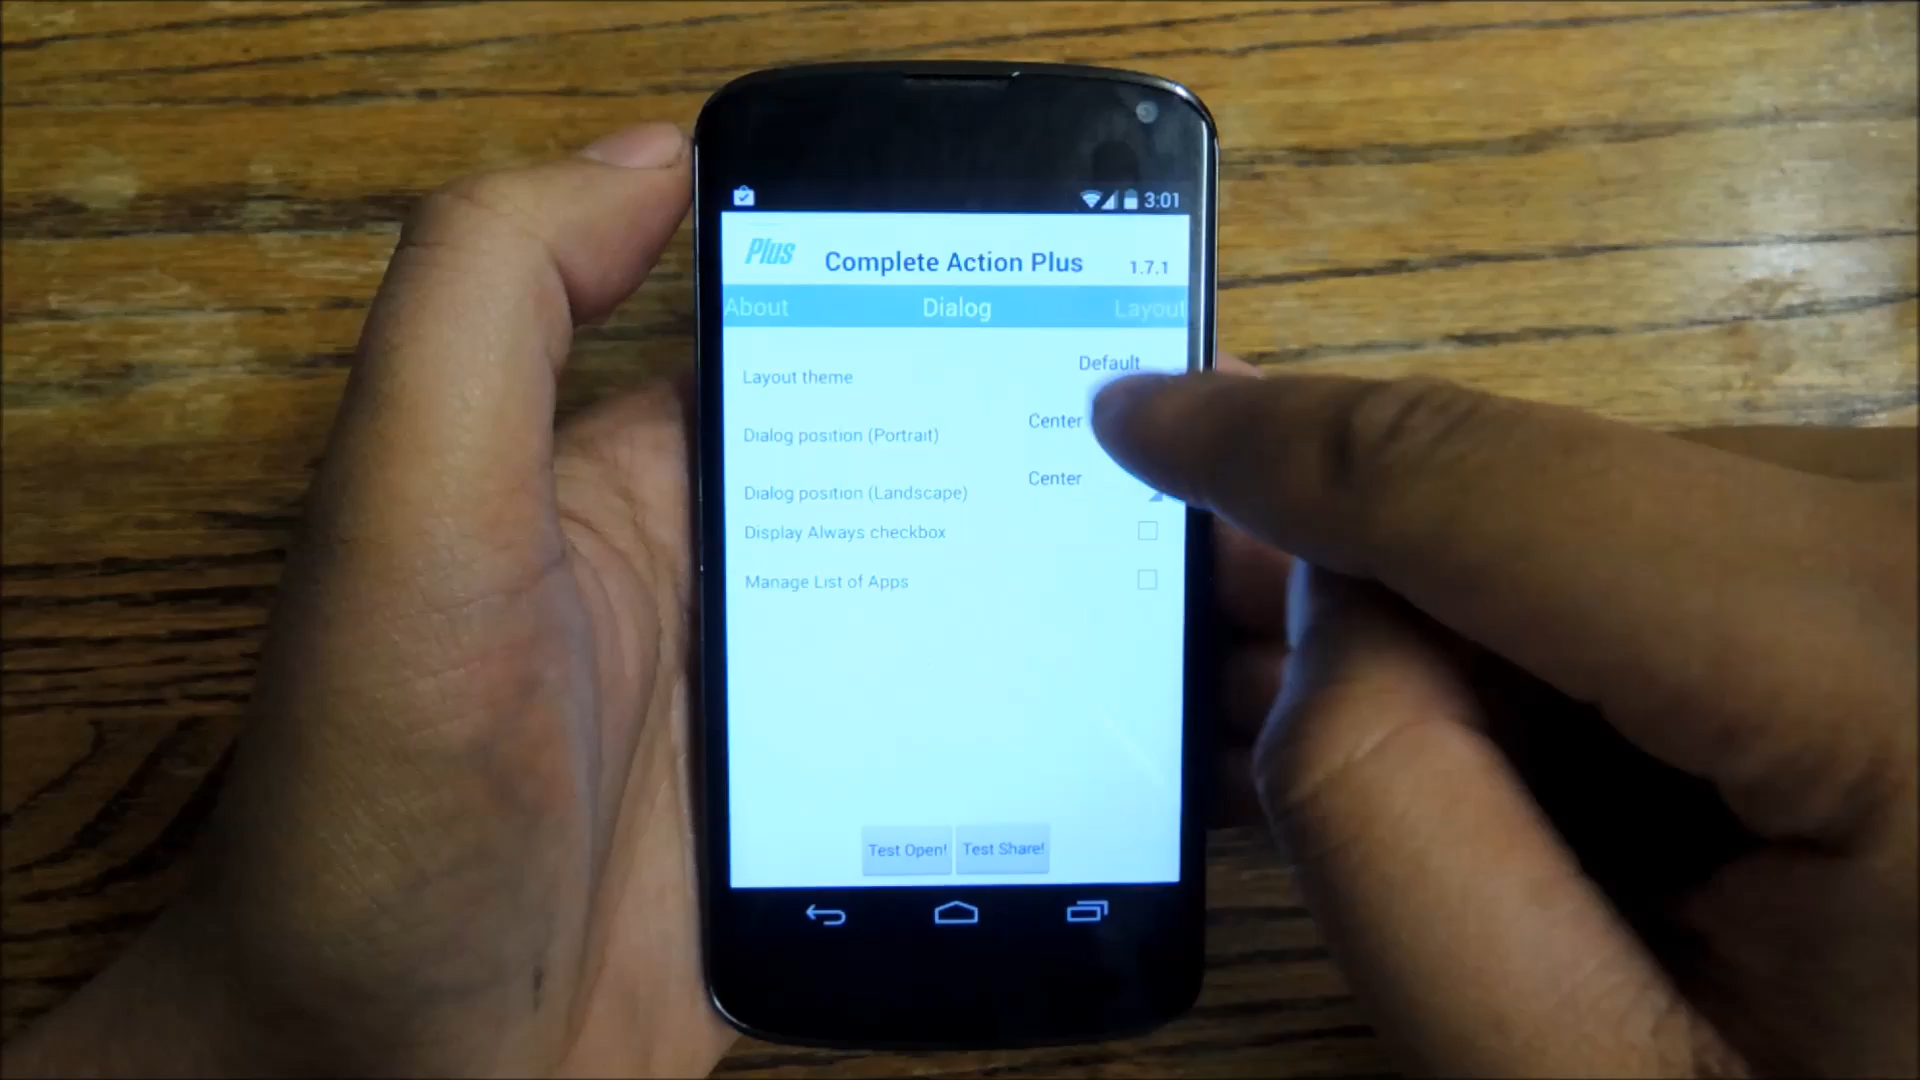 3:01
Plus
Complete Action Plus
1.7.1
About
Dialog
Layout
Layout theme
Default
Dialog position (Portrait)
Center
Dialog position (Landscape)
Center
Display Always checkbox
Manage List of Apps
Test Open!
Test Share!